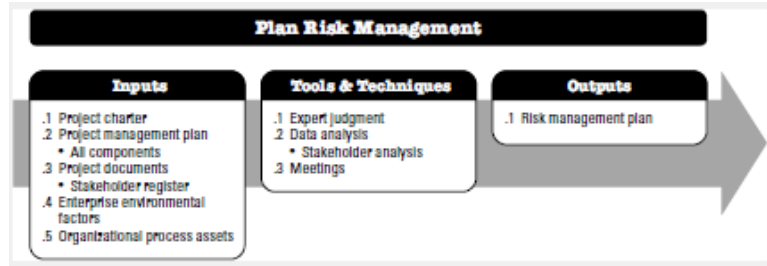 Plan Risk Management
Inputs
.1 Project charter
.2 Project management plan
• All components
.3 Project documents
• Stakeholder register
.4 Enterprise environmental
factors
.5 Organizational process assets
Tools & Techniques
.1 Expert judgment
.2 Data analysis
• Stakeholder analysis
.3 Meetings
Outputs
.1 Risk management plan